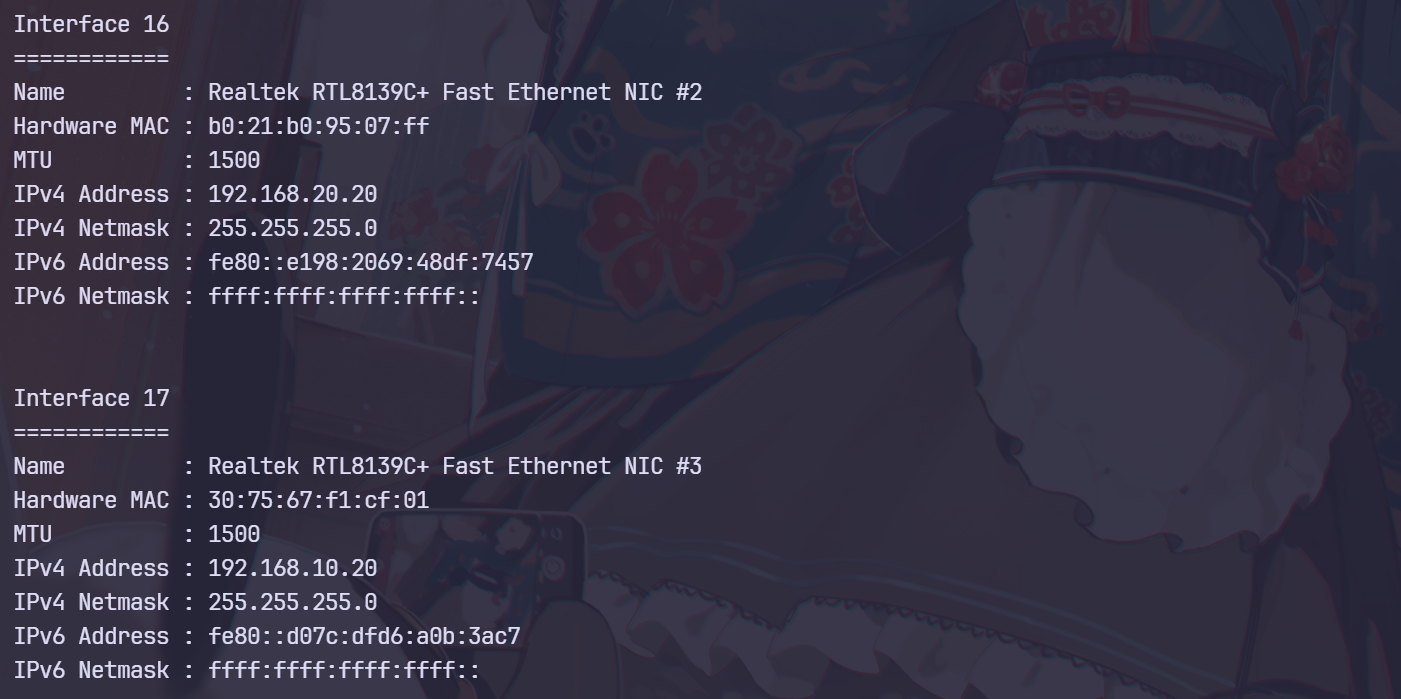 Interface 16
============
Name         : Realtek RTL8139C+ Fast Ethernet NIC #2
Hardware MAC : b0:21:b0:95:07:ff
MTU          : 1500
IPv4 Address : 192.168.20.20
IPv4 Netmask : 255.255.255.0
IPv6 Address : fe80::e198:2069:48df:7457
IPv6 Netmask : ffff:ffff:ffff:ffff::
Interface 17
============
Name         : Realtek RTL8139C+ Fast Ethernet NIC #3
Hardware MAC : 30:75:67:f1:cf:01
MTU          : 1500
IPv4 Address : 192.168.10.20
IPv4 Netmask : 255.255.255.0
IPv6 Address : fe80::d07c:dfd6:a0b:3ac7
IPv6 Netmask : ffff:ffff:ffff:ffff::